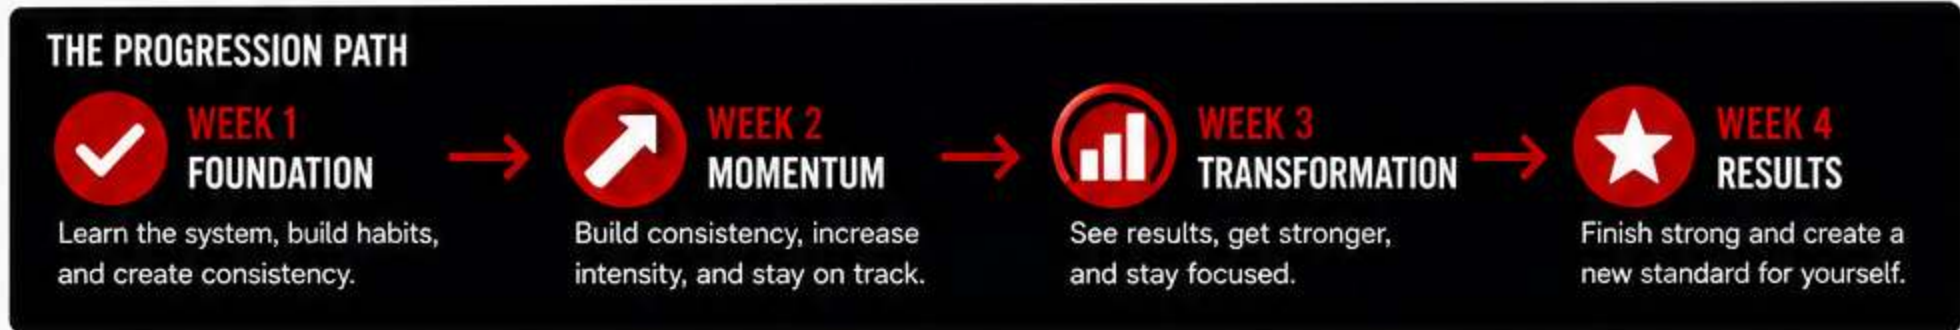 THE PROGRESSION PATH
WEEK 1
FOUNDATION
Learn the system, build habits,
and create consistency.
WEEK 2
MOMENTUM
Build consistency, increase
intensity, and stay on track.
WEEK 3
TRANSFORMATION
See results, get stronger,
and stay focused.
WEEK 4
RESULTS
Finish strong and create a
new standard for yourself.